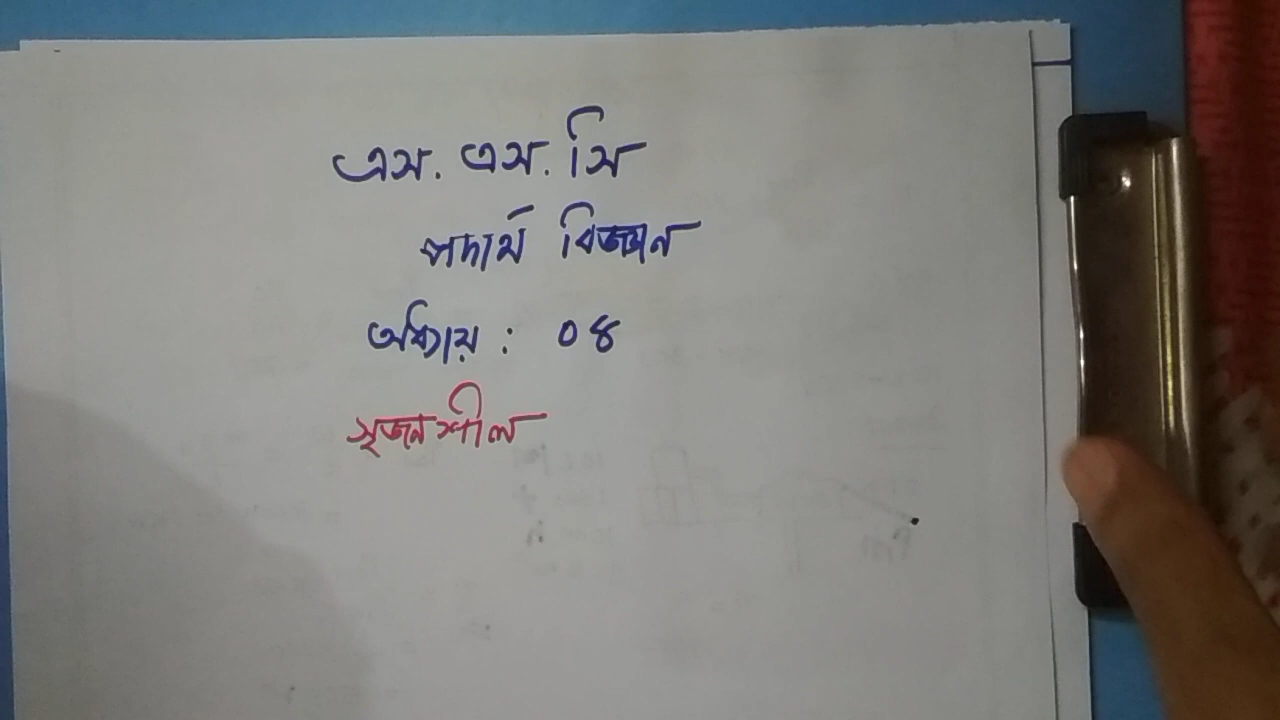 এস. এস. সি
পদার্থ বিজ্ঞান
অধ্যায় : ০৪
সৃজনশীল